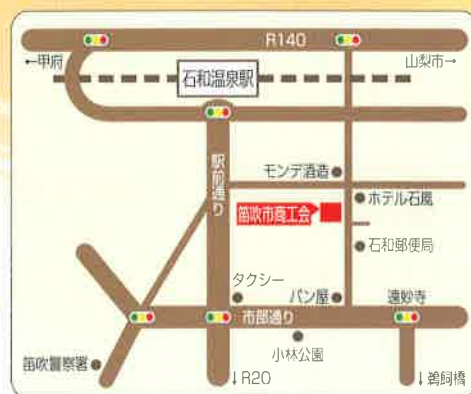 R140
←甲府
山梨市→
石和温泉駅
駅前通り
モンデ酒造
ホテル石風
笛吹市商工会
石和郵便局
タクシー
パン屋
遠妙寺
市部通り
小林公園
笛吹警察署
↓R20
↓鵜飼橋